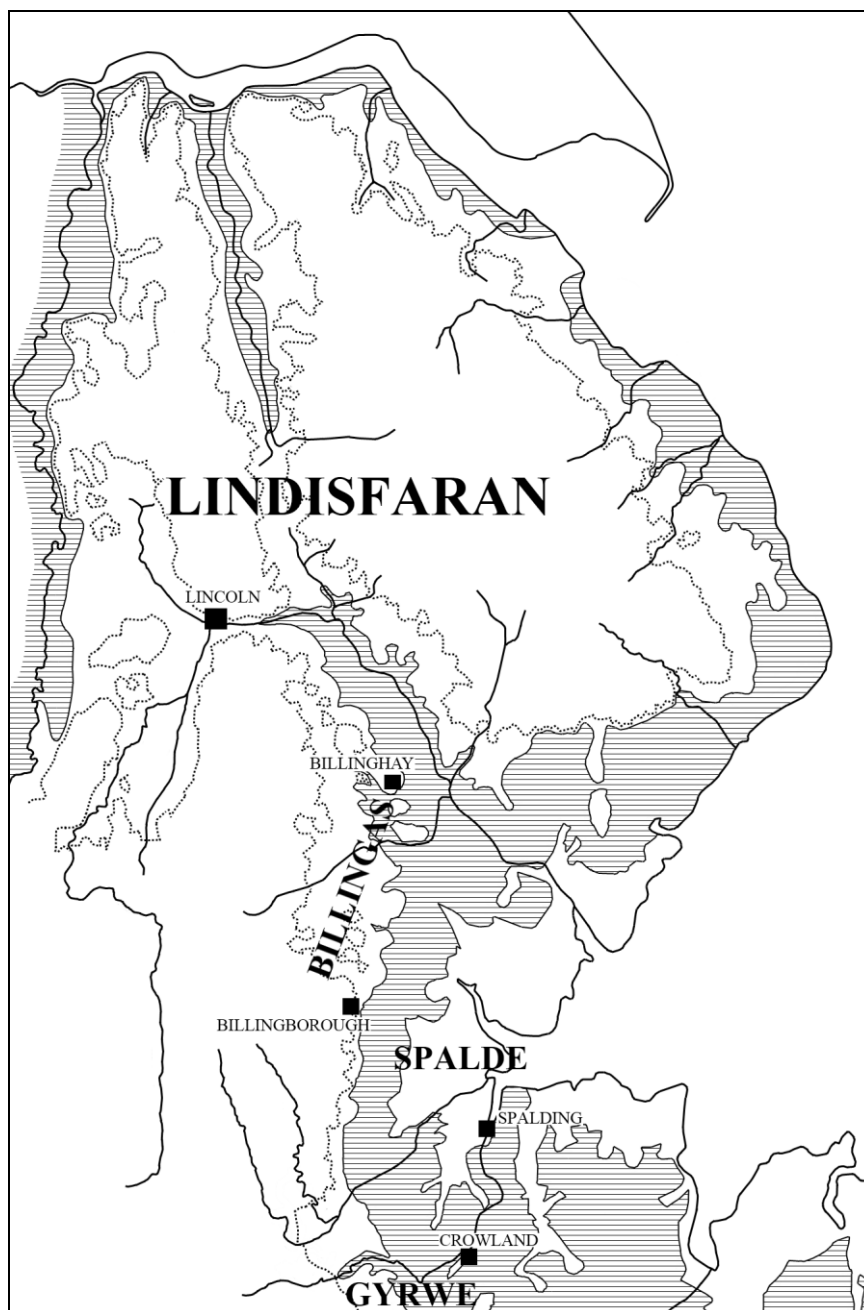 LINDISFARAN
LINCOLN
BILLINGHAY
BILLINGAS
BILLINGBOROUGH
SPALDE
SPALDING
CROWLAND
GYRWE